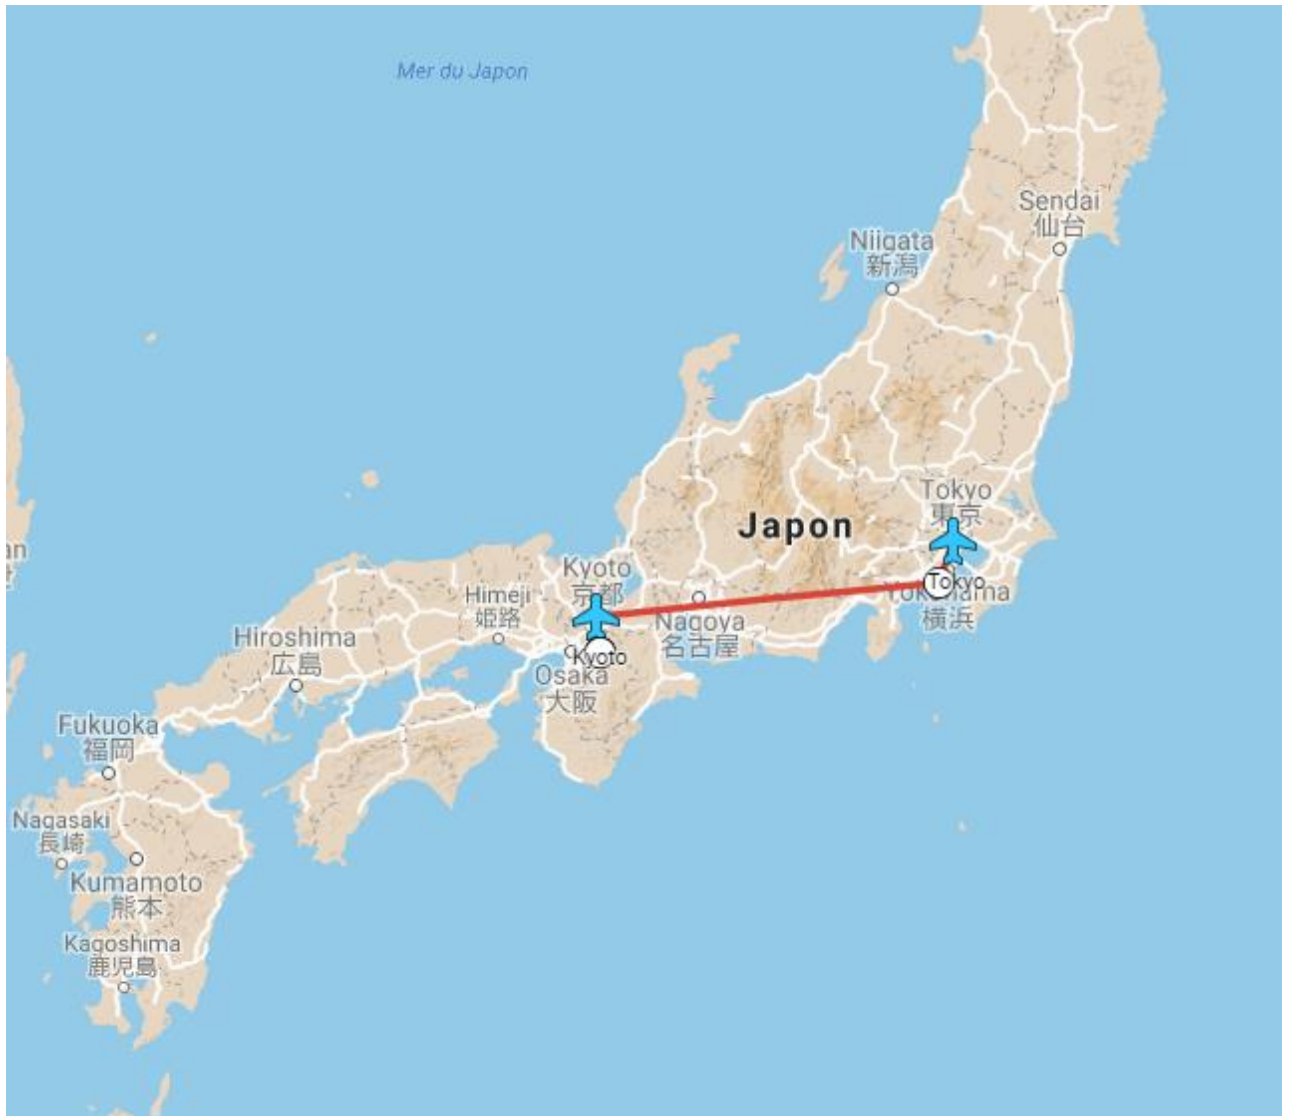 Mer du Japon
Sendai
仙台
Niigata
新潟
Tokyo
東京
Japon
Tokyo
Yokohama
横浜
Kyoto
京都
Himeji
姫路
Nagoya
名古屋
Kyoto
Osaka
大阪
Hiroshima
広島
Fukuoka
福岡
Nagasaki
長崎
Kumamoto
熊本
Kagoshima
鹿児島